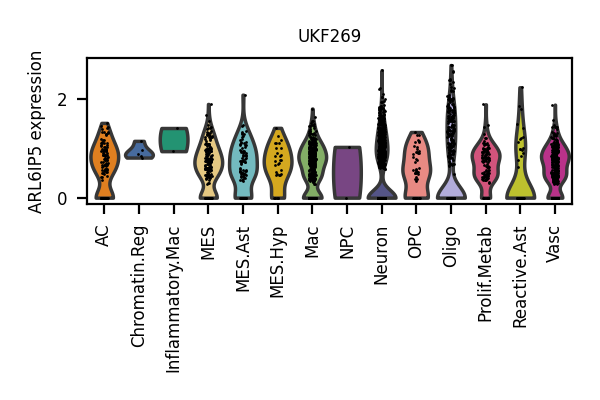 UKF269
ARL6IP5 expression
2
0
AC
Chromatin.Reg
Inflammatory.Mac
MES
MES.Ast
MES.Hyp
Mac
NPC
Neuron
OPC
Oligo
Prolif.Metab
Reactive.Ast
Vasc